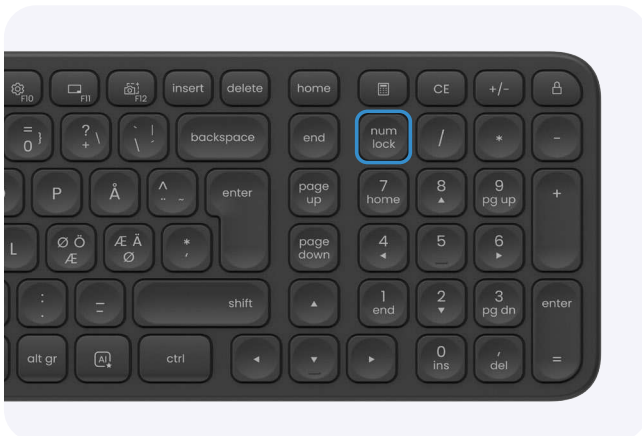 F10 F11 F12 insert delete home CE +/-
= } ? ` |
0 + \ \ ´ backspace end num lock / * -
P Å ^ ¨ ~ enter page up 7 home 8 9 pg up +
L Ø Ö Æ Æ Ä Ø * ' page down 4 5 6
: . _ - shift 1 end 2 3 pg dn enter =
alt gr AI ctrl 0 ins , del